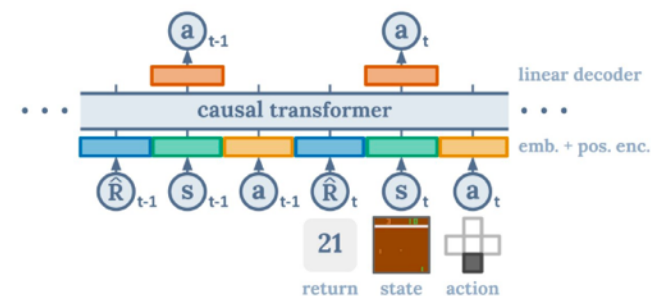 a t-1 a t
linear decoder
• • • causal transformer • • •
emb. + pos. enc.
R̂ t-1 s t-1 a t-1 R̂ t s t a t
21
return state action